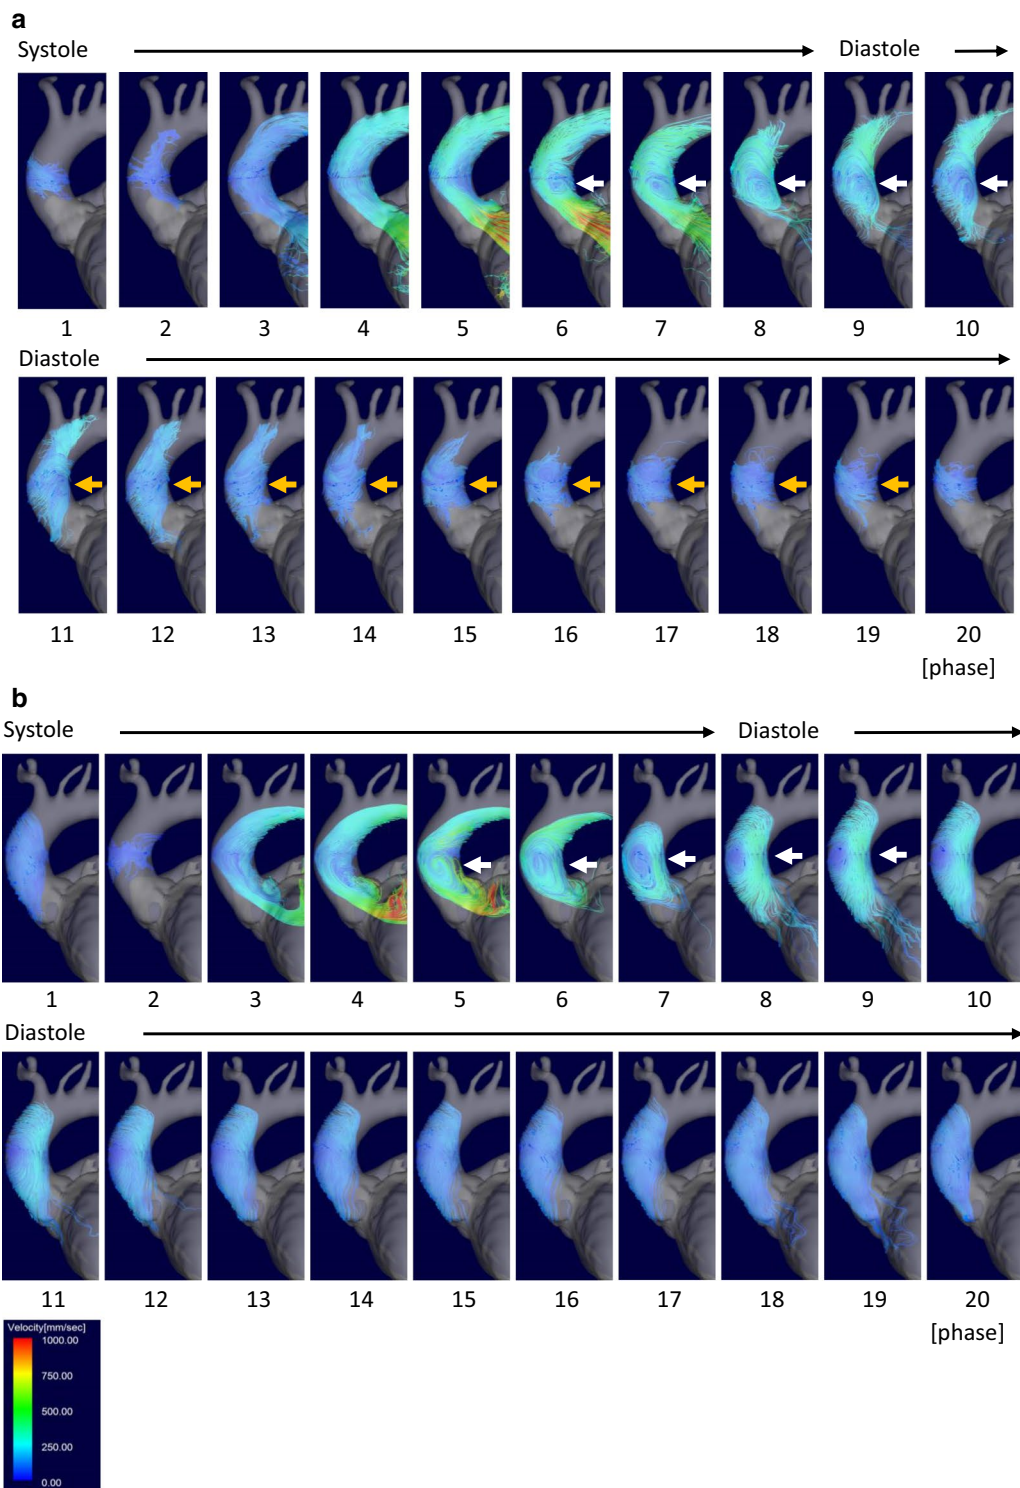 a
Systole Diastole
1 2 3 4 5 6 7 8 9 10
Diastole
11 12 13 14 15 16 17 18 19 20
[phase]
b
Systole Diastole
1 2 3 4 5 6 7 8 9 10
Diastole
11 12 13 14 15 16 17 18 19 20
[phase]
Velocity[mm/sec]
1000.00
750.00
500.00
250.00
0.00